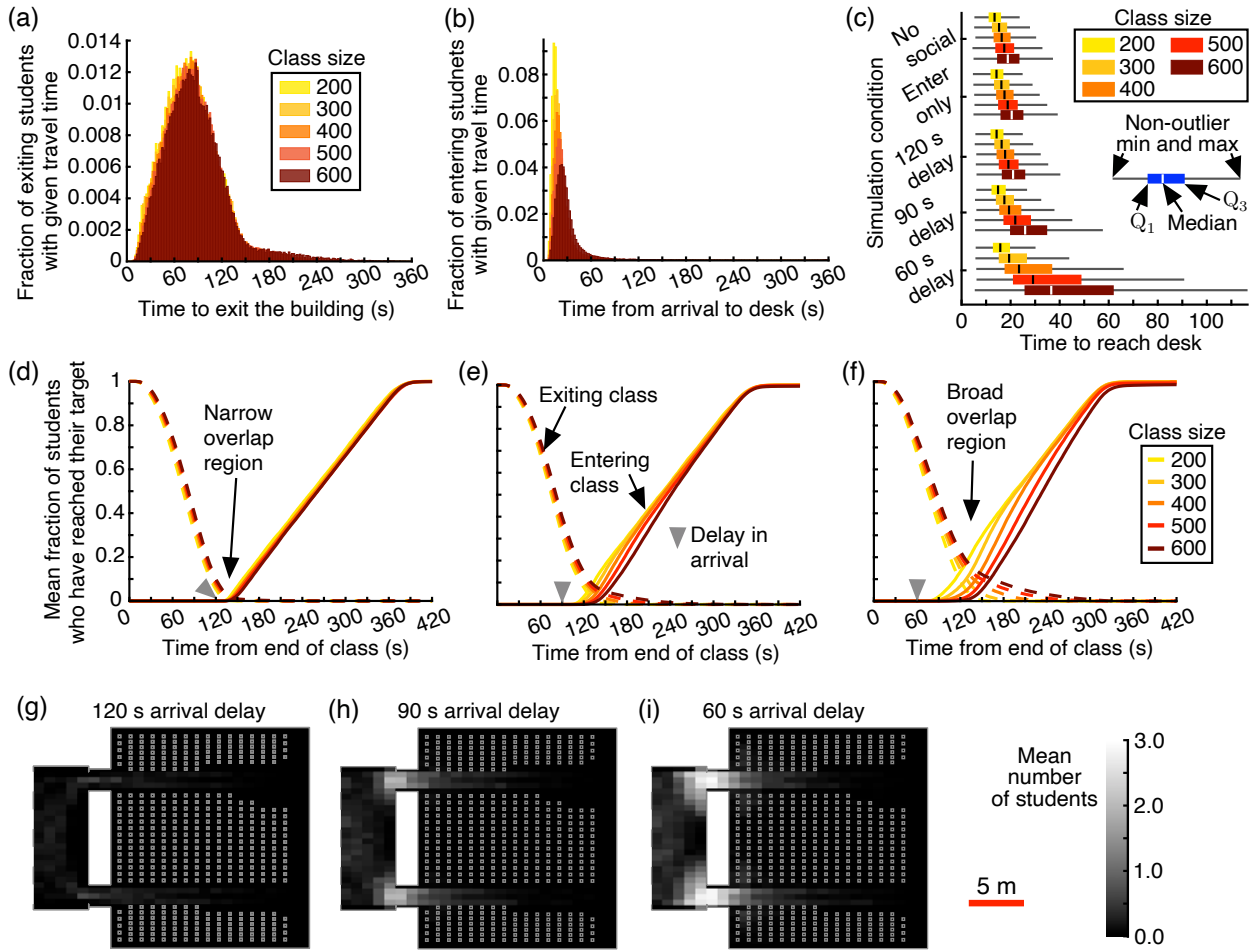 (a)
Fraction of exiting students
with given travel time
0.014
0.012
0.01
0.008
0.006
0.004
0.002
0
60
120
180
240
300
360
Time to exit the building (s)
Class size
200
300
400
500
600
(b)
Fraction of entering studnets
with given travel time
0.08
0.06
0.04
0.02
0
60
120
180
240
300
360
Time from arrival to desk (s)
(c)
Simulation condition
No
social
Enter
only
120 s
delay
90 s
delay
60 s
delay
0
20
40
60
80
100
Time to reach desk
Class size
200
300
400
500
600
Non-outlier
min and max
Q1
Median
Q3
(d)
Mean fraction of students
who have reached their target
1
0.8
0.6
0.4
0.2
0
60
120
180
240
300
360
420
Time from end of class (s)
Narrow
overlap
region
(e)
Exiting class
Entering
class
Delay in
arrival
60
120
180
240
300
360
420
Time from end of class (s)
(f)
Broad
overlap
region
Class size
200
300
400
500
600
60
120
180
240
300
360
420
Time from end of class (s)
(g)
120 s arrival delay
(h)
90 s arrival delay
(i)
60 s arrival delay
Mean
number
of students
3.0
2.0
1.0
0.0
5 m